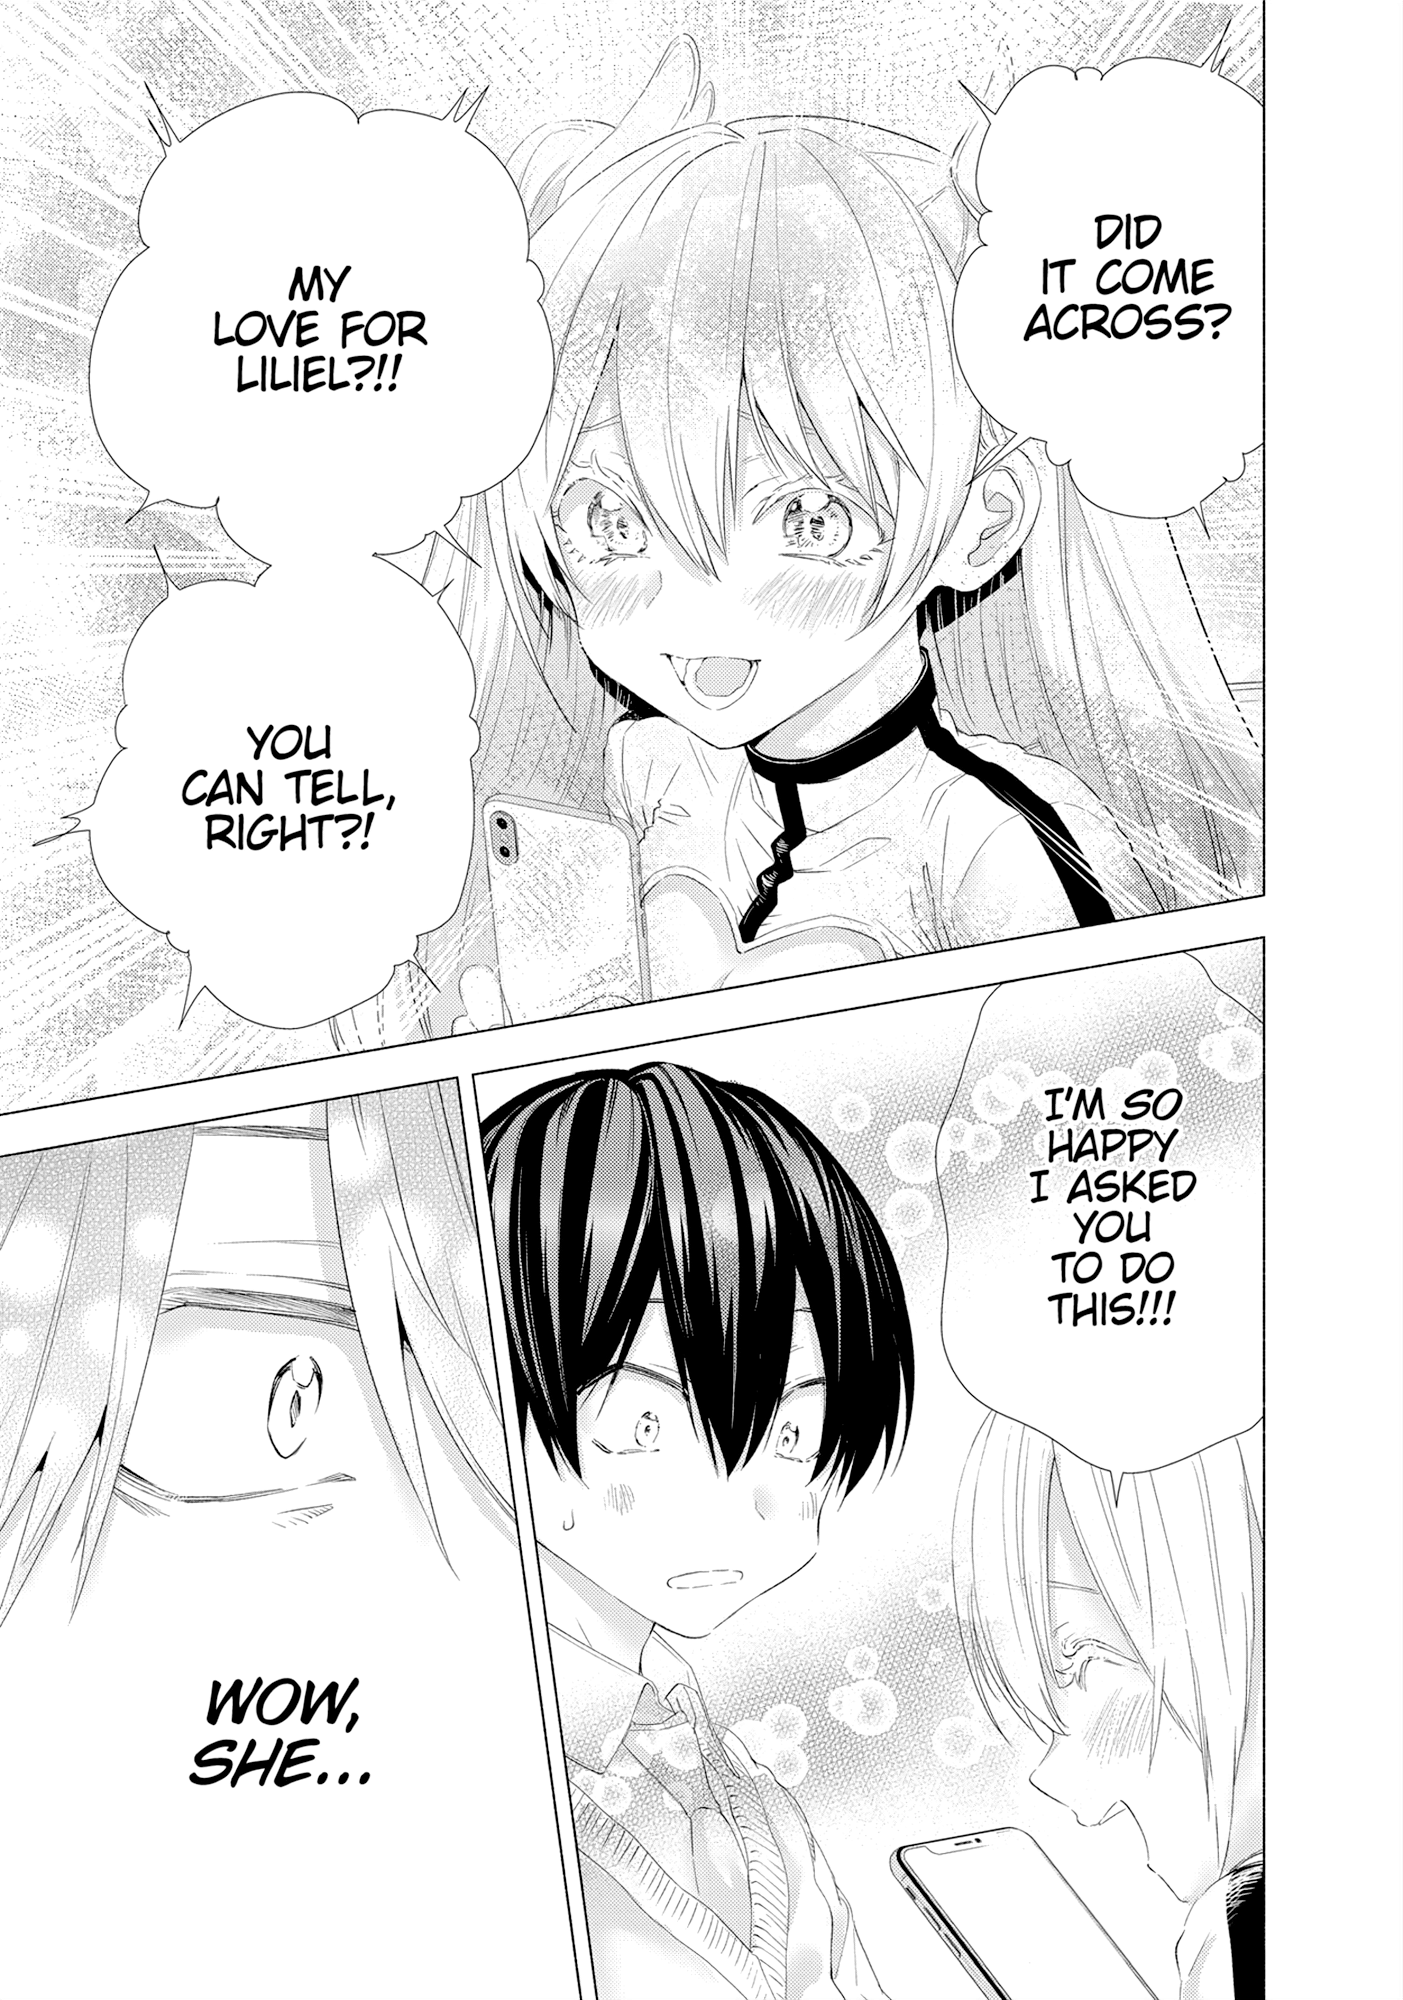 DID
IT COME
ACROSS?
MY
LOVE FOR
LILIEL?!!
YOU
CAN TELL,
RIGHT?!
I'M SO
HAPPY
I ASKED
YOU
TO DO
THIS!!!
WOW,
SHE...